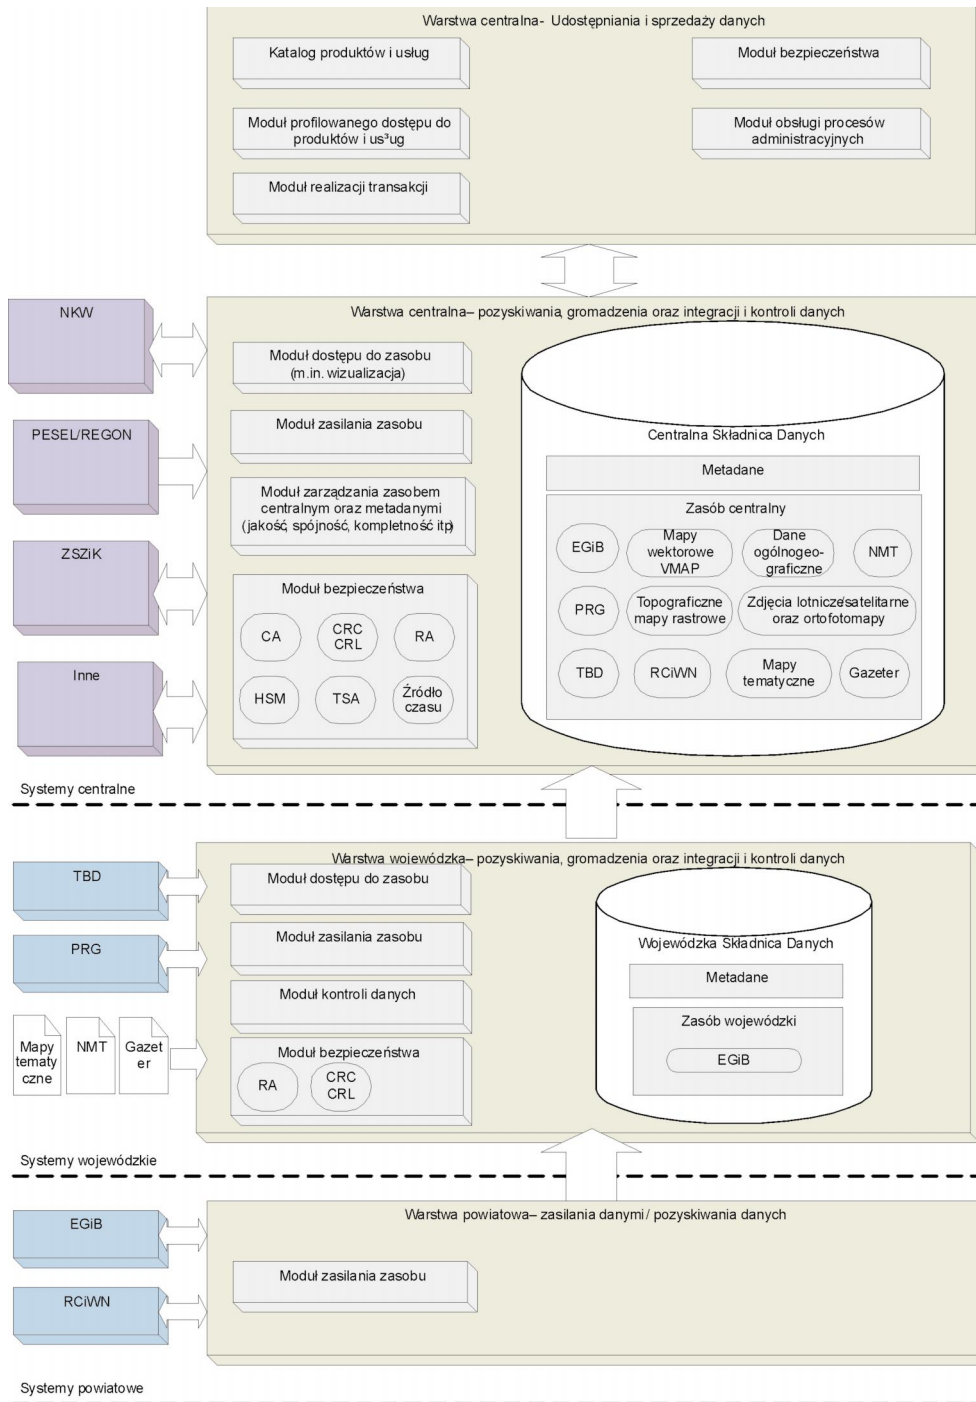 Warstwa centralna- Udostępniania i sprzedaży danych
Katalog produktów i usług
Moduł bezpieczeństwa
Moduł profilowanego dostępu do
produktów i us³ug
Moduł obsługi procesów
administracyjnych
Moduł realizacji transakcji
NKW
PESEL/REGON
ZSZiK
Inne
Warstwa centralna– pozyskiwania, gromadzenia oraz integracji i kontroli danych
Moduł dostępu do zasobu
(m.in. wizualizacja)
Moduł zasilania zasobu
Moduł zarządzania zasobem
centralnym oraz metadanymi
(jakość, spójność, kompletność itp)
Moduł bezpieczeństwa
CA
CRC
CRL
RA
HSM
TSA
Źródło
czasu
Centralna Składnica Danych
Metadane
Zasób centralny
EGiB
Mapy
wektorowe
VMAP
Dane
ogólnogeo-
graficzne
NMT
PRG
Topograficzne
mapy rastrowe
Zdjęcia lotnicze/satelitarne
oraz ortofotomapy
TBD
RCiWN
Mapy
tematyczne
Gazeter
Systemy centralne
TBD
PRG
Mapy
tematy
czne
NMT
Gazet
er
Warstwa wojewódzka– pozyskiwania, gromadzenia oraz integracji i kontroli danych
Moduł dostępu do zasobu
Moduł zasilania zasobu
Moduł kontroli danych
Moduł bezpieczeństwa
RA
CRC
CRL
Wojewódzka Składnica Danych
Metadane
Zasób wojewódzki
EGiB
Systemy wojewódzkie
EGiB
RCiWN
Warstwa powiatowa– zasilania danymi/ pozyskiwania danych
Moduł zasilania zasobu
Systemy powiatowe